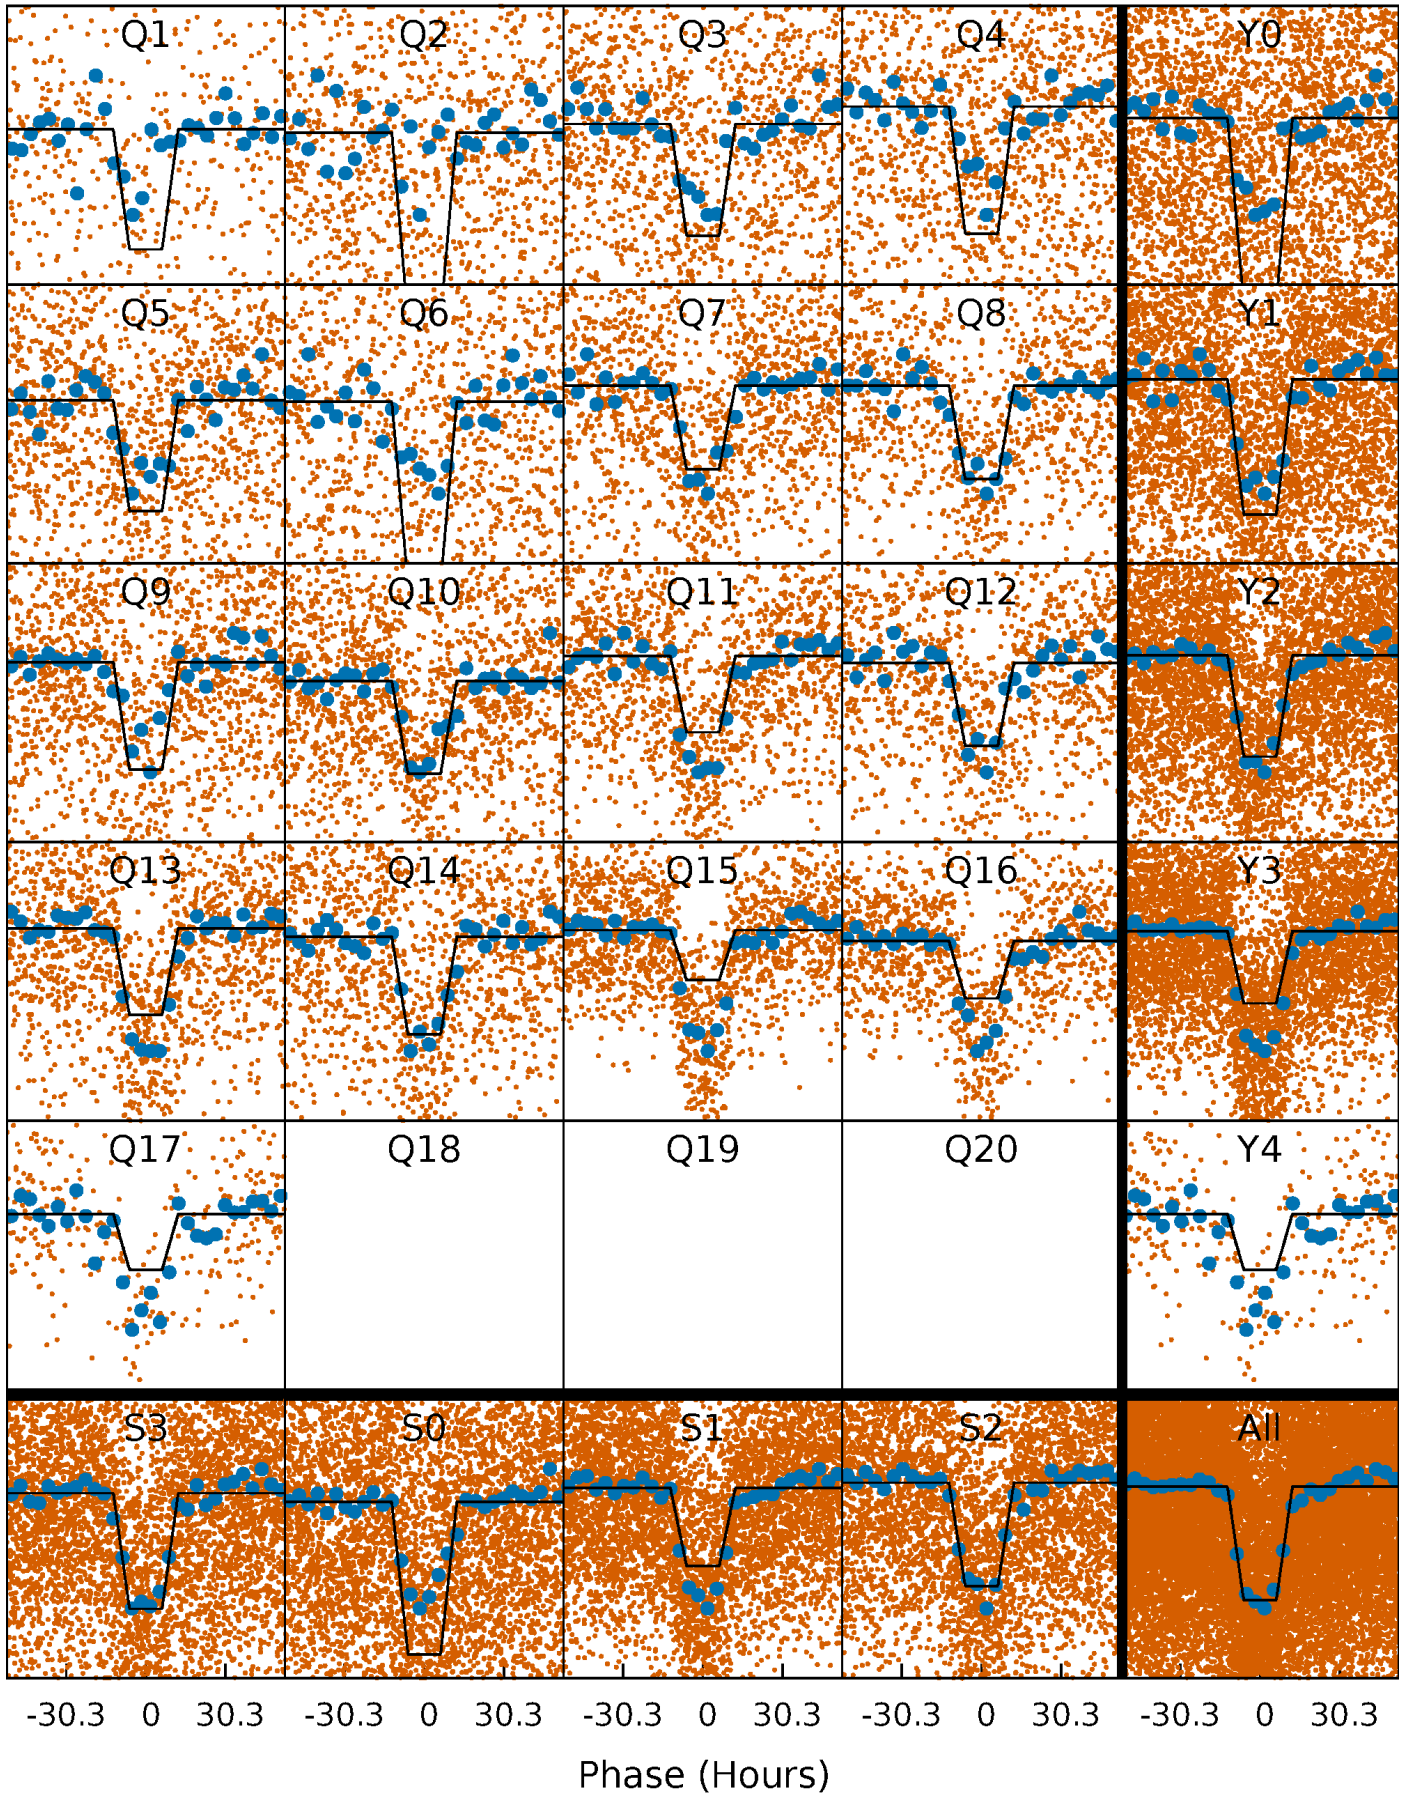 Q1 Q2 Q3 Q4 Y0
Q5 Q6 Q7 Q8 Y1
Q9 Q10 Q11 Q12 Y2
Q13 Q14 Q15 Q16 Y3
Q17 Q18 Q19 Q20 Y4
S3 S0 S1 S2 All
-30.3 0 30.3 -30.3 0 30.3 -30.3 0 30.3 -30.3 0 30.3 -30.3 0 30.3
Phase (Hours)